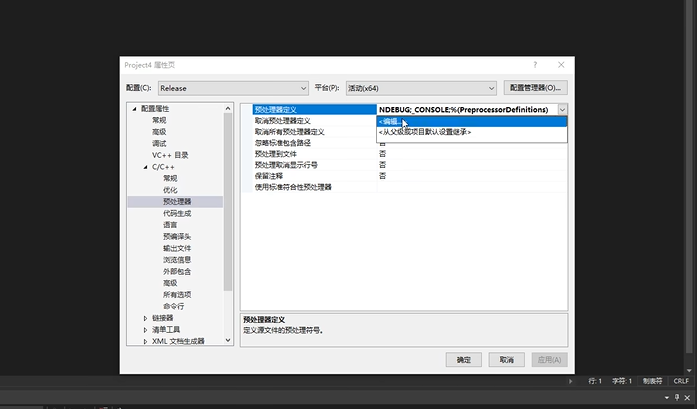 Project4 属性页
配置(C): Release 平台(P): 活动(x64) 配置管理器(O)...
配置属性
常规
高级
调试
VC++ 目录
C/C++
常规
优化
预处理器
代码生成
语言
预编译头
输出文件
浏览信息
外部包含
高级
所有选项
命令行
链接器
清单工具
XML 文档生成器
预处理器定义 NDEBUG;_CONSOLE;%(PreprocessorDefinitions)
取消预处理器定义 <编辑...>
取消所有预处理器定义 <从父级或项目默认设置继承>
忽略标准包含路径 否
预处理到文件 否
预处理取消显示行号 否
保留注释 否
使用标准符合性预处理器
预处理器定义
定义源文件的预处理符号。
确定 取消 应用(A)
行: 1 字符: 1 制表符 CRLF